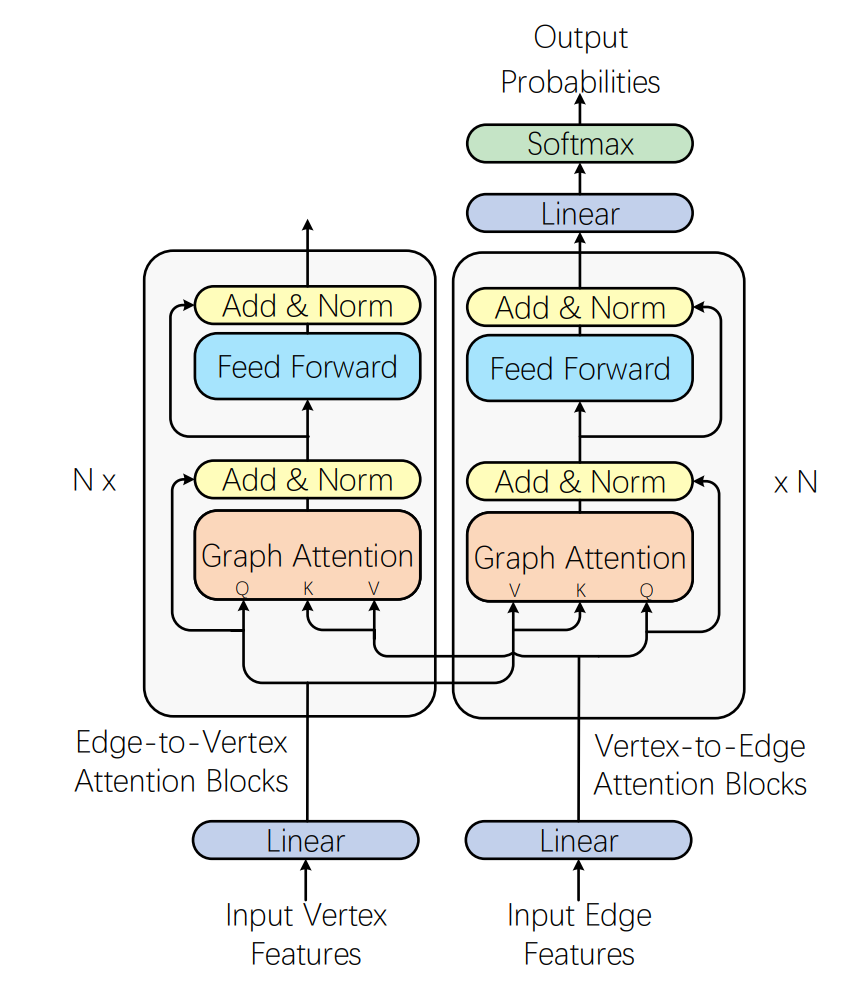 Output
Probabilities
Softmax
Linear
Add & Norm
Feed Forward
Add & Norm
Graph Attention
Q K V
N x
Edge-to-Vertex
Attention Blocks
Linear
Input Vertex
Features
Add & Norm
Feed Forward
Add & Norm
Graph Attention
V K Q
x N
Vertex-to-Edge
Attention Blocks
Linear
Input Edge
Features